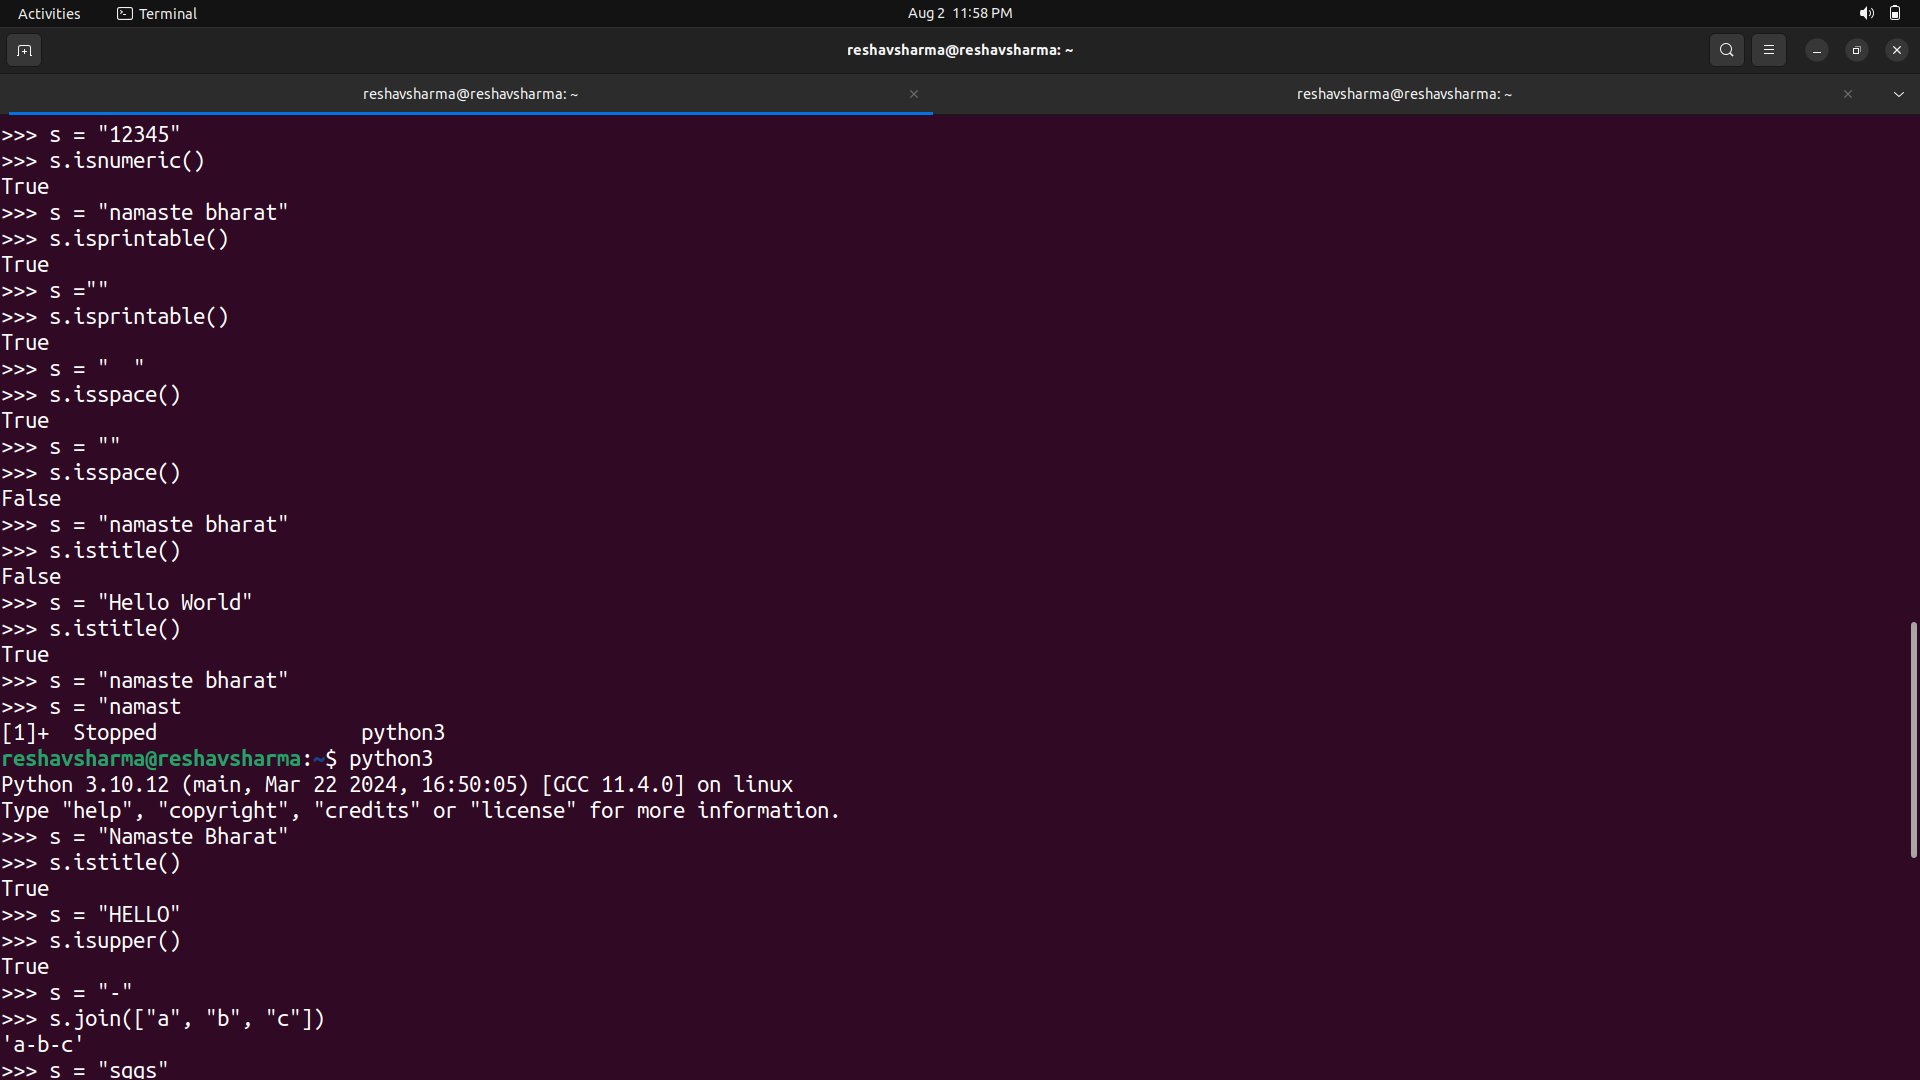 Activities Terminal Aug 2 11:58 PM
reshavsharma@reshavsharma: ~
reshavsharma@reshavsharma: ~ reshavsharma@reshavsharma: ~
>>> s = "12345"
>>> s.isnumeric()
True
>>> s = "namaste bharat"
>>> s.isprintable()
True
>>> s =""
>>> s.isprintable()
True
>>> s = "  "
>>> s.isspace()
True
>>> s = ""
>>> s.isspace()
False
>>> s = "namaste bharat"
>>> s.istitle()
False
>>> s = "Hello World"
>>> s.istitle()
True
>>> s = "namaste bharat"
>>> s = "namast
[1]+  Stopped                 python3
reshavsharma@reshavsharma:~$ python3
Python 3.10.12 (main, Mar 22 2024, 16:50:05) [GCC 11.4.0] on linux
Type "help", "copyright", "credits" or "license" for more information.
>>> s = "Namaste Bharat"
>>> s.istitle()
True
>>> s = "HELLO"
>>> s.isupper()
True
>>> s = "-"
>>> s.join(["a", "b", "c"])
'a-b-c'
>>> s = "sggs"